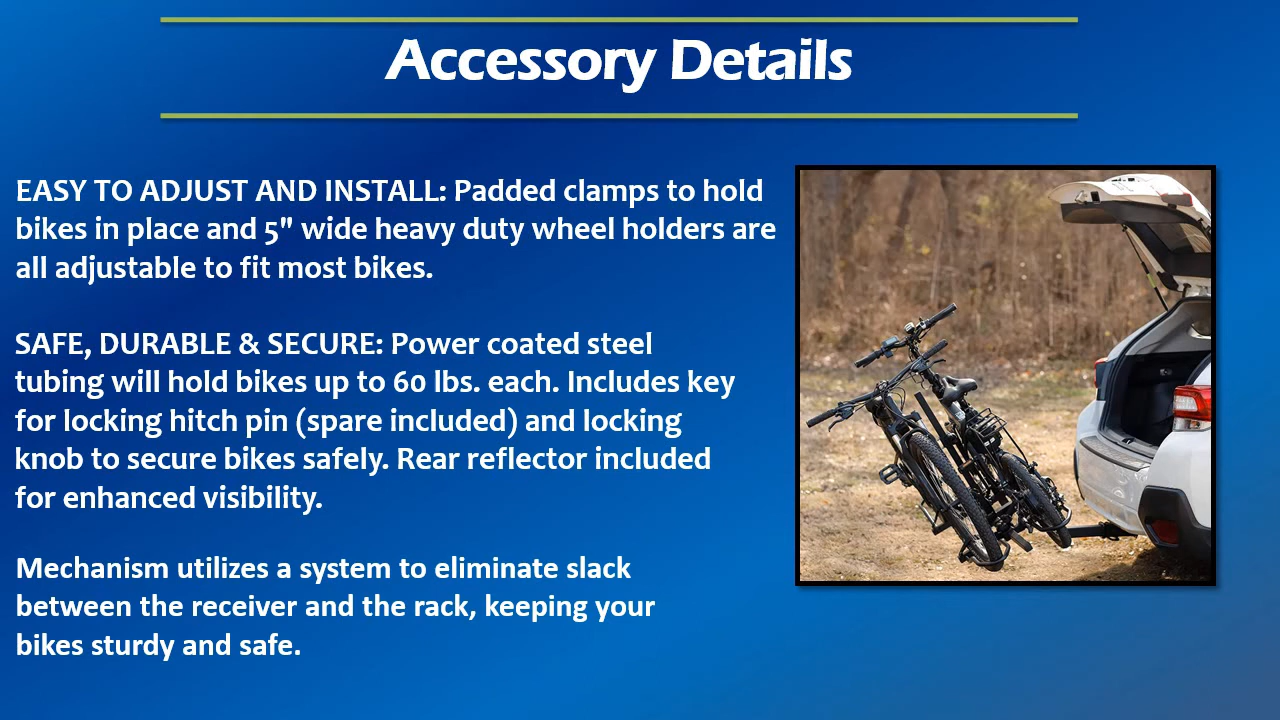 Accessory Details
EASY TO ADJUST AND INSTALL: Padded clamps to hold
bikes in place and 5" wide heavy duty wheel holders are
all adjustable to fit most bikes.
SAFE, DURABLE & SECURE: Power coated steel
tubing will hold bikes up to 60 lbs. each. Includes key
for locking hitch pin (spare included) and locking
knob to secure bikes safely. Rear reflector included
for enhanced visibility.
Mechanism utilizes a system to eliminate slack
between the receiver and the rack, keeping your
bikes sturdy and safe.